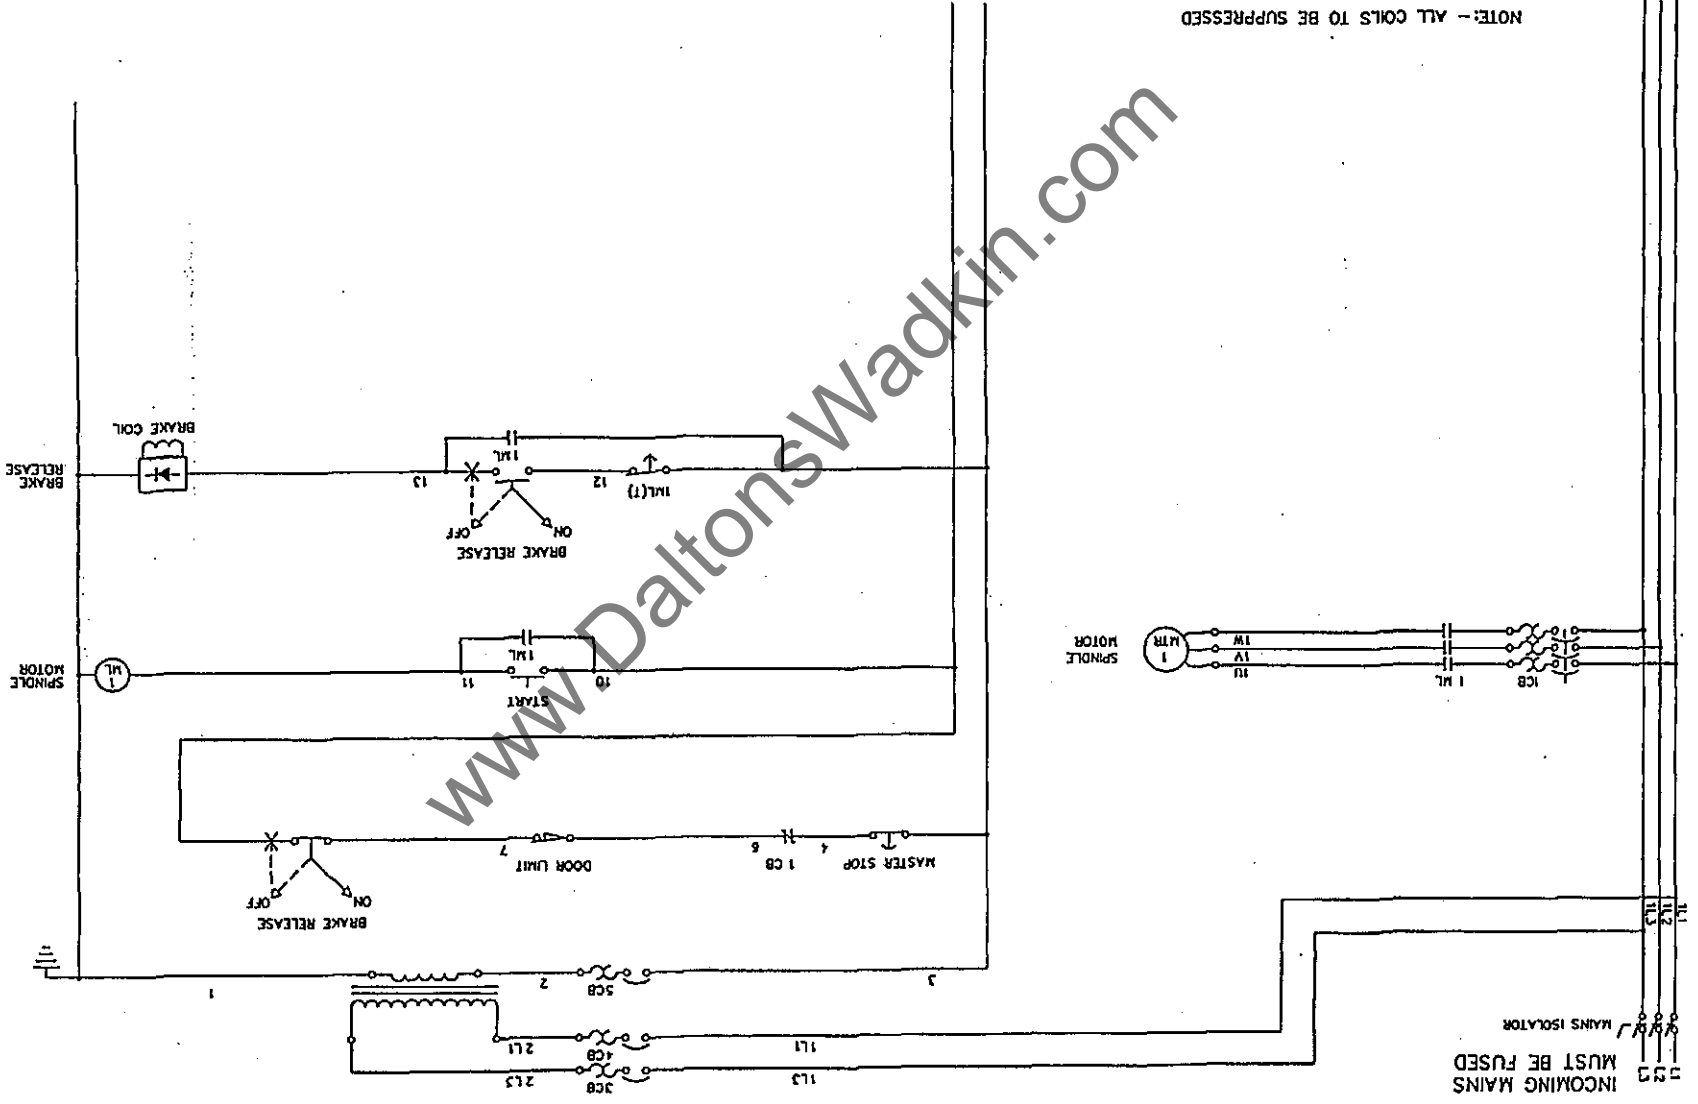 INCOMING MAINS
MUST BE FUSED
L1
L2
L3
MAINS ISOLATOR
1L1
1L2
1L3
1L3
3CB
2L3
1L1
4CB
2L1
3
5CB
2
1
BRAKE RELEASE
ON
OFF
MASTER STOP
4
1 CB
6
DOOR LIMIT
7
1CB
1 ML
1U
1V
1W
MTR
1
SPINDLE
MOTOR
START
10
11
1ML
1
ML
SPINDLE
MOTOR
BRAKE RELEASE
ON
OFF
1ML(T)
12
13
1ML
BRAKE COIL
BRAKE
RELEASE
NOTE:- ALL COILS TO BE SUPPRESSED
www.DaltonsWadkin.com